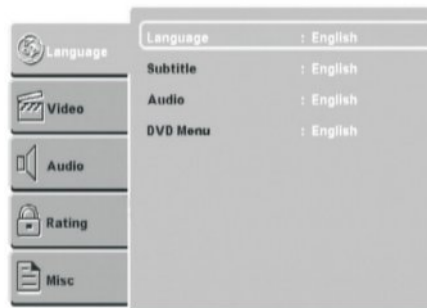 Language
Video
Audio
Rating
Misc
Language : English
Subtitle : English
Audio : English
DVD Menu : English